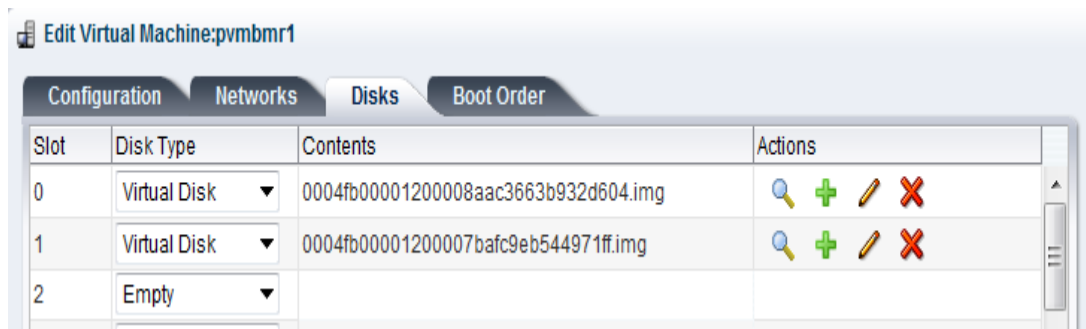 Edit Virtual Machine:pvmbmr1
Configuration Networks Disks Boot Order
Slot Disk Type Contents Actions
0 Virtual Disk 0004fb00001200008aac3663b932d604.img
1 Virtual Disk 0004fb00001200007bafc9eb544971ff.img
2 Empty